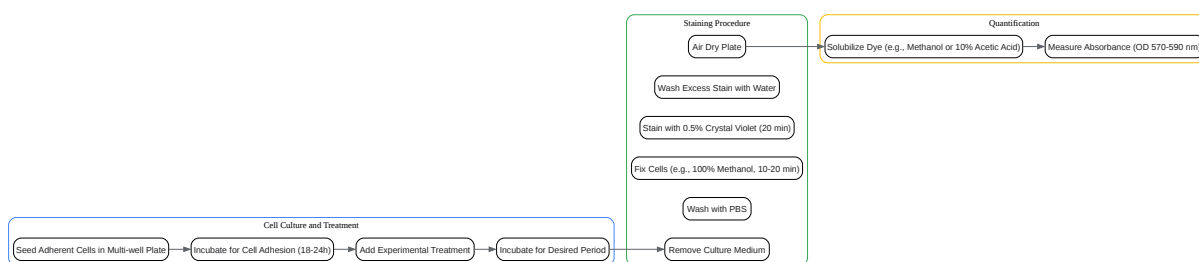 Staining Procedure
Quantification
Air Dry Plate
Solubilize Dye (e.g., Methanol or 10% Acetic Acid)
Measure Absorbance (OD 570-590 nm)
Wash Excess Stain with Water
Stain with 0.5% Crystal Violet (20 min)
Fix Cells (e.g., 100% Methanol, 10-20 min)
Wash with PBS
Cell Culture and Treatment
Seed Adherent Cells in Multi-well Plate
Incubate for Cell Adhesion (18-24h)
Add Experimental Treatment
Incubate for Desired Period
Remove Culture Medium